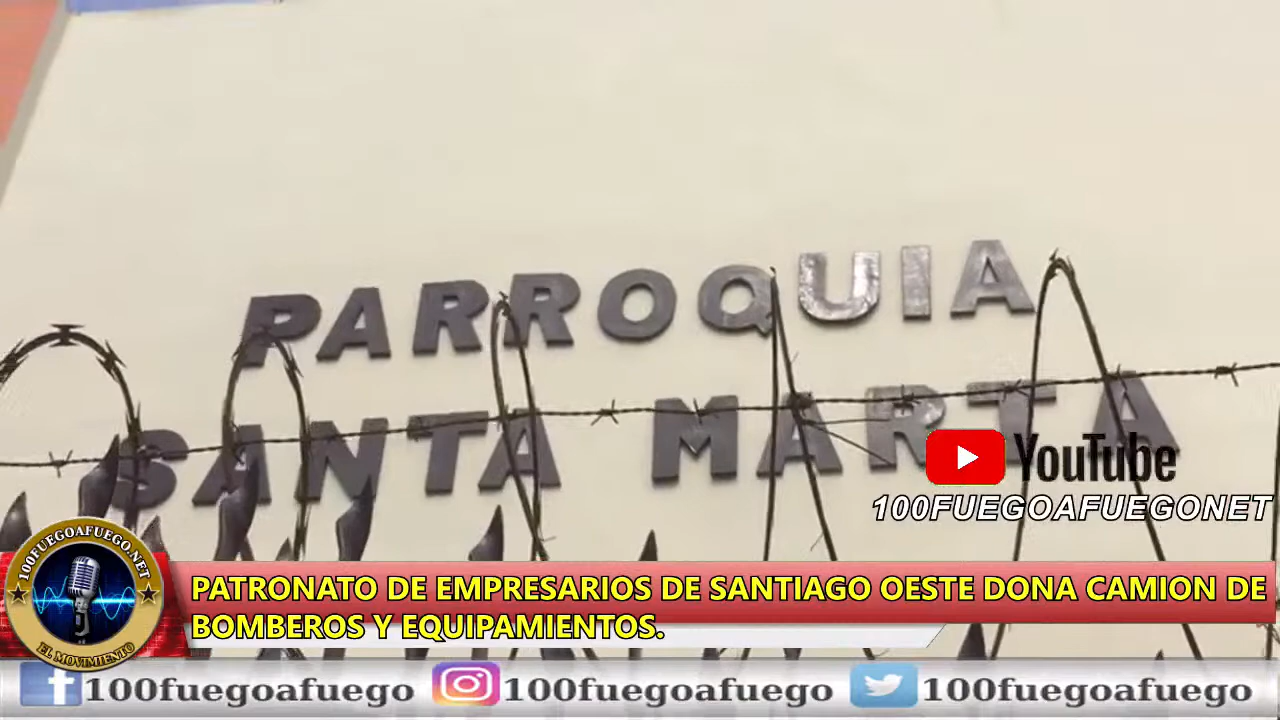 PARROQUIA
SANTA MARTA
YouTube
100FUEGOAFUEGONET
100FUEGOAFUEGO.NET
EL MOVIMIENTO
PATRONATO DE EMPRESARIOS DE SANTIAGO OESTE DONA CAMION DE
BOMBEROS Y EQUIPAMIENTOS.
100fuegoafuego 100fuegoafuego 100fuegoafuego